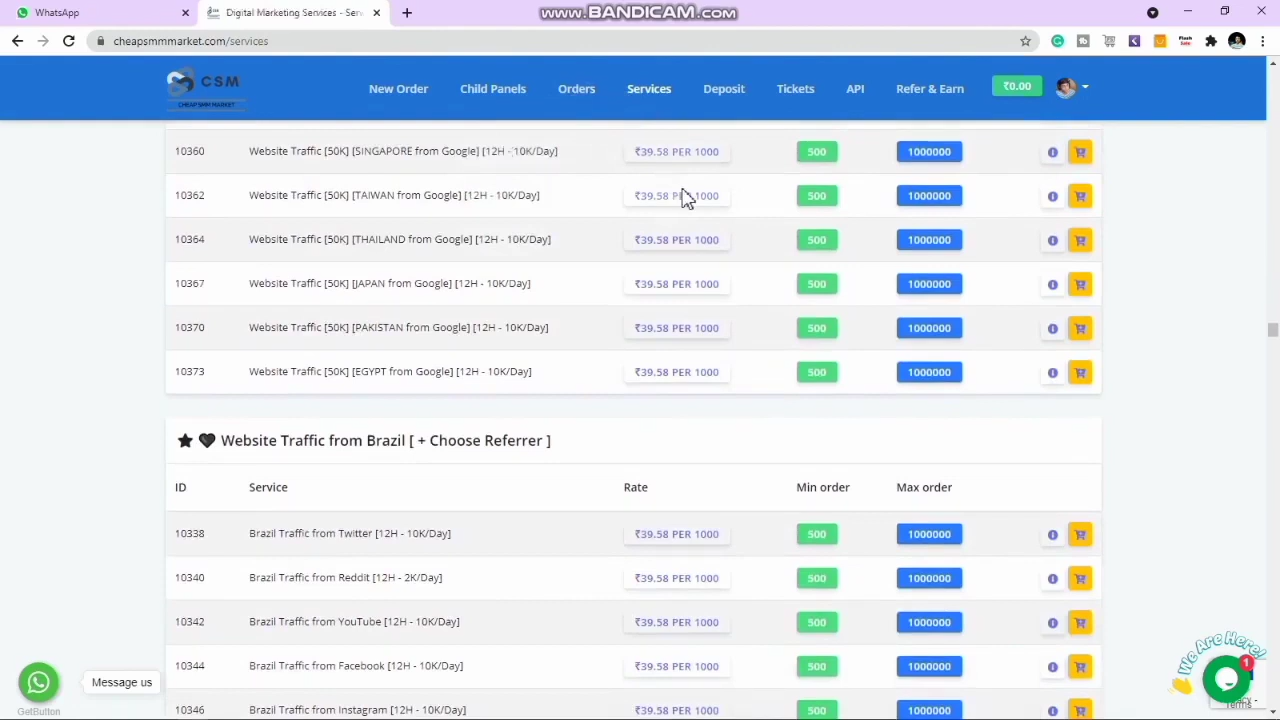 WhatsApp
Digital Marketing Services - Serv
www.BANDICAM.com
cheapsmmmarket.com/services
CSM
CHEAP SMM MARKET
New Order Child Panels Orders Services Deposit Tickets API Refer & Earn ₹0.00
10360 Website Traffic [50K] [SINGAPORE from Google] [12H - 10K/Day] ₹39.58 PER 1000 500 1000000
10362 Website Traffic [50K] [TAIWAN from Google] [12H - 10K/Day] ₹39.58 PER 1000 500 1000000
10364 Website Traffic [50K] [THAILAND from Google] [12H - 10K/Day] ₹39.58 PER 1000 500 1000000
10367 Website Traffic [50K] [JAPAN from Google] [12H - 10K/Day] ₹39.58 PER 1000 500 1000000
10370 Website Traffic [50K] [PAKISTAN from Google] [12H - 10K/Day] ₹39.58 PER 1000 500 1000000
10373 Website Traffic [50K] [EGYPT from Google] [12H - 10K/Day] ₹39.58 PER 1000 500 1000000
Website Traffic from Brazil [ + Choose Referrer ]
ID Service Rate Min order Max order
10338 Brazil Traffic from Twitter [12H - 10K/Day] ₹39.58 PER 1000 500 1000000
10340 Brazil Traffic from Reddit [12H - 2K/Day] ₹39.58 PER 1000 500 1000000
10342 Brazil Traffic from YouTube [12H - 10K/Day] ₹39.58 PER 1000 500 1000000
10344 Brazil Traffic from Facebook [12H - 10K/Day] ₹39.58 PER 1000 500 1000000
10346 Brazil Traffic from Instagram [12H - 10K/Day] ₹39.58 PER 1000 500 1000000
We Are Here!
1
Message us
GetButton
Terms